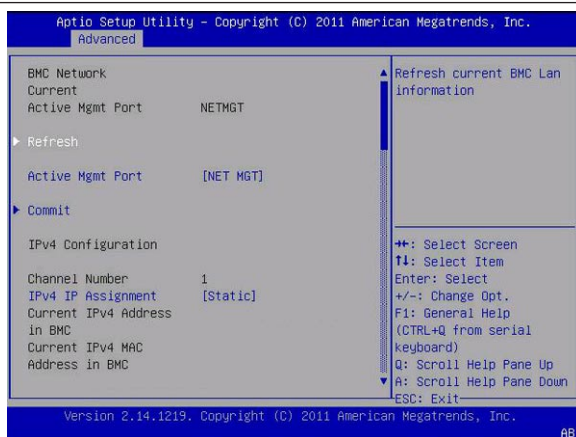 Aptio Setup Utility – Copyright (C) 2011 American Megatrends, Inc.
Advanced
BMC Network
Current
Active Mgmt Port NETMGT
Refresh
Active Mgmt Port [NET MGT]
Commit
IPv4 Configuration
Channel Number 1
IPv4 IP Assignment [Static]
Current IPv4 Address
in BMC
Current IPv4 MAC
Address in BMC
Refresh current BMC Lan
information
↔: Select Screen
↑↓: Select Item
Enter: Select
+/-: Change Opt.
F1: General Help
(CTRL+Q from serial
keyboard)
Q: Scroll Help Pane Up
A: Scroll Help Pane Down
ESC: Exit
Version 2.14.1219. Copyright (C) 2011 American Megatrends, Inc.
AB